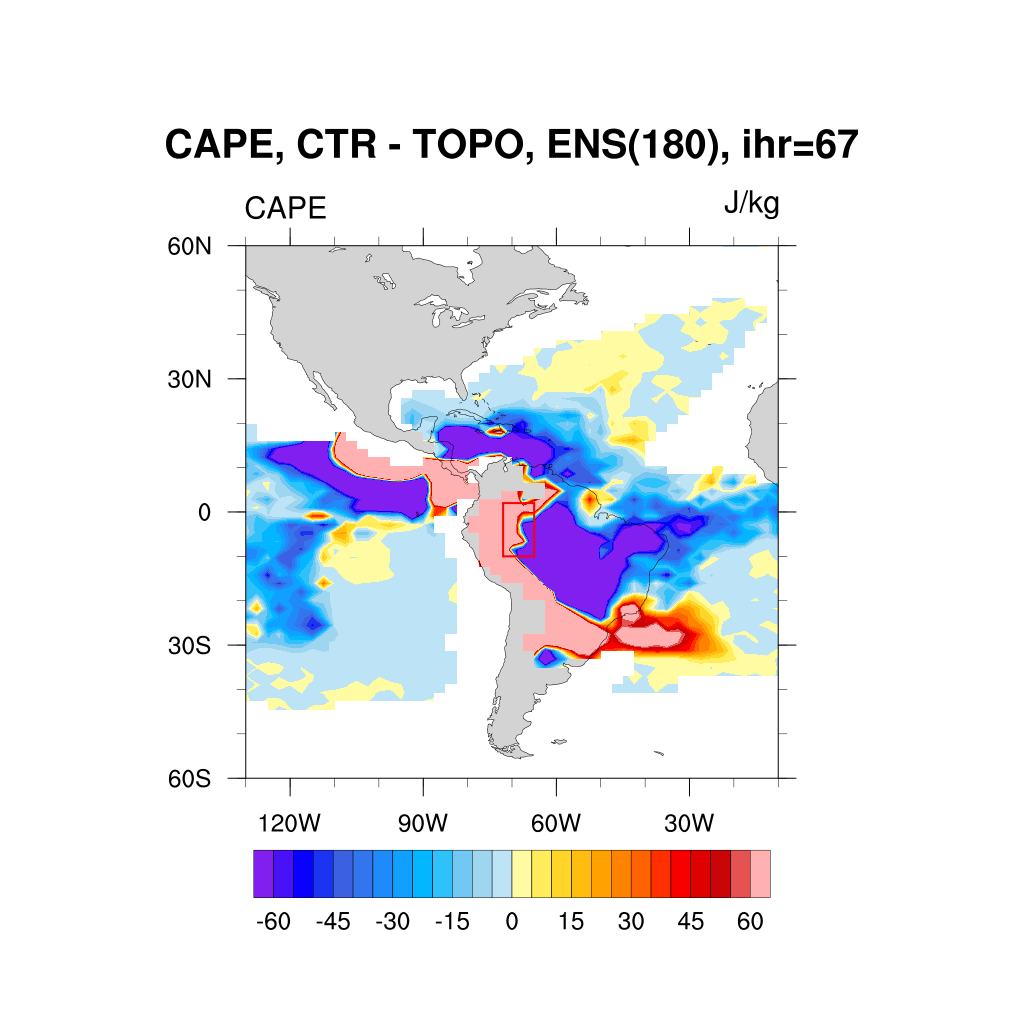 CAPE, CTR - TOPO, ENS(180), ihr=67
CAPE J/kg
60N
30N
0
30S
60S
120W 90W 60W 30W
-60 -45 -30 -15 0 15 30 45 60